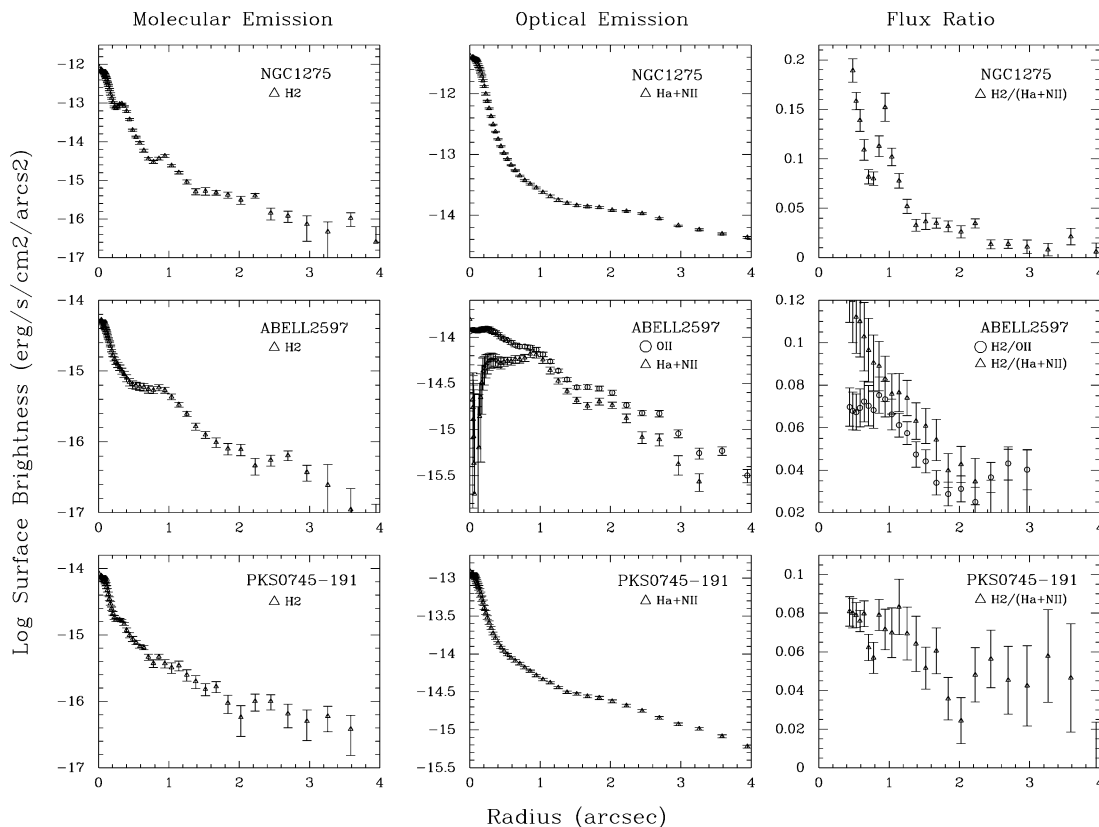 Molecular Emission
Optical Emission
Flux Ratio
Log Surface Brightness (erg/s/cm2/arcs2)
NGC1275
H2
-12
-13
-14
-15
-16
-17
0 1 2 3 4
NGC1275
Ha+NII
-12
-13
-14
0 1 2 3 4
NGC1275
H2/(Ha+NII)
0.2
0.15
0.1
0.05
0
0 1 2 3 4
ABELL2597
H2
-14
-15
-16
-17
0 1 2 3 4
ABELL2597
OII
Ha+NII
-14
-14.5
-15
-15.5
0 1 2 3 4
ABELL2597
H2/OII
H2/(Ha+NII)
0.12
0.1
0.08
0.06
0.04
0.02
0 1 2 3 4
PKS0745-191
H2
-14
-15
-16
-17
0 1 2 3 4
PKS0745-191
Ha+NII
-13
-13.5
-14
-14.5
-15
-15.5
0 1 2 3 4
PKS0745-191
H2/(Ha+NII)
0.1
0.08
0.06
0.04
0.02
0
0 1 2 3 4
Radius (arcsec)